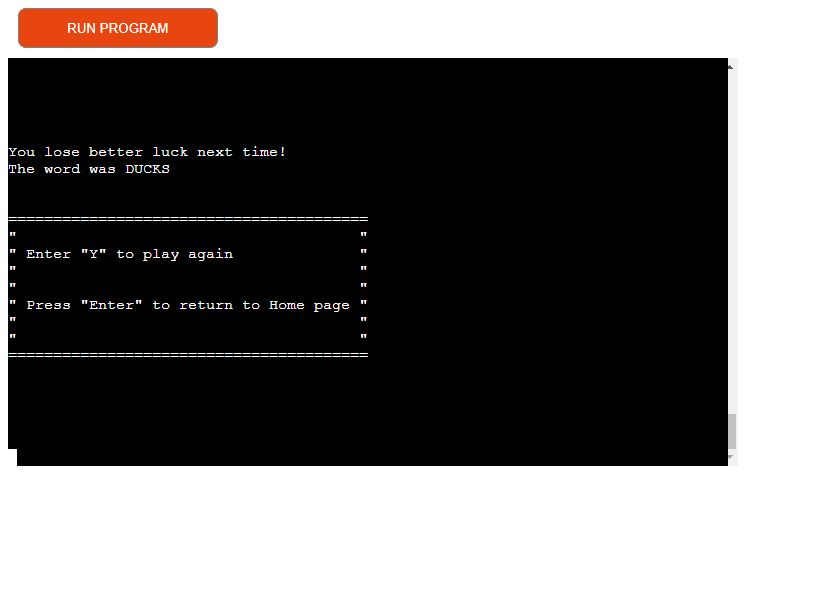 RUN PROGRAM
You lose better luck next time!
The word was DUCKS
========================================
"                                      "
" Enter "Y" to play again              "
"                                      "
"                                      "
" Press "Enter" to return to Home page "
"                                      "
"                                      "
========================================